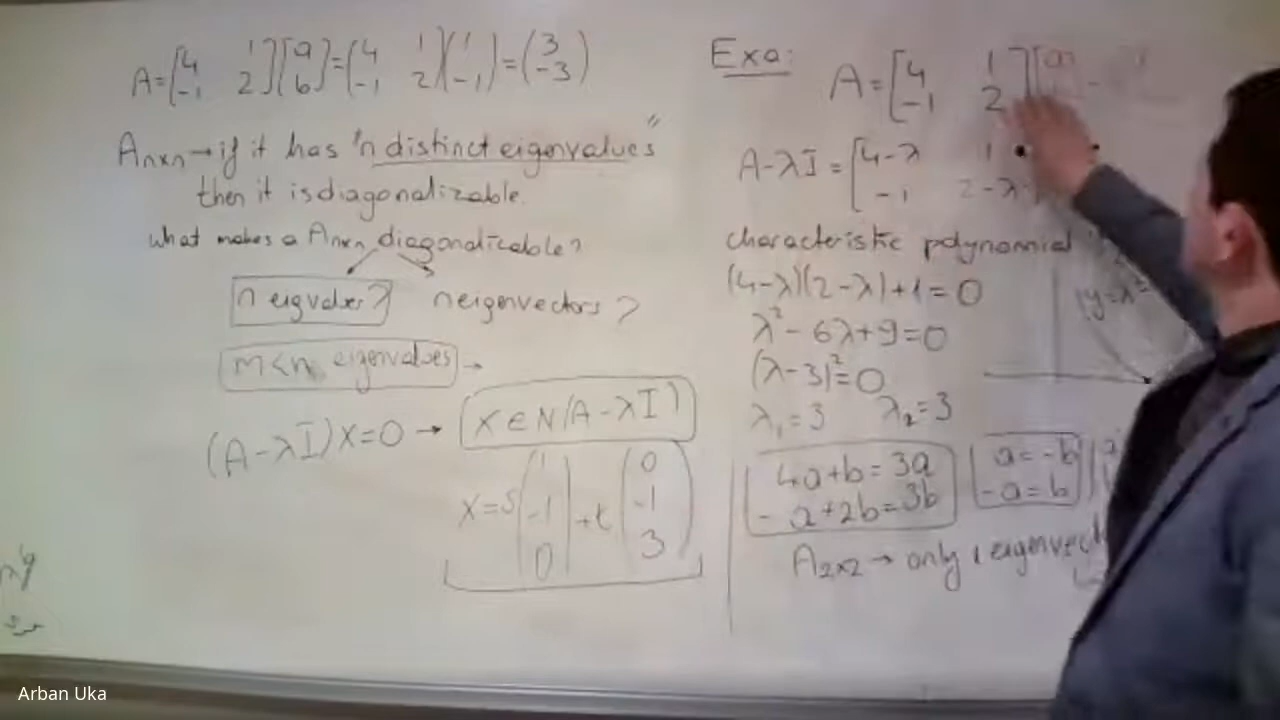 A = [4 1; -1 2] [a; b] = (4 1; -1 2) (1; -1) = (3; -3)
Anxn → if it has "n distinct eigenvalues"
then it is diagonalizable.
what makes a Anxn diagonalizable?
n eigvalues? n eigenvectors?
m<n eigenvalues →
(A-λI)X=0 → X∈N(A-λI)
X=S(1; -1; 0)+t(0; -1; 3)
Exa: A = [4 1; -1 2]
A-λI = [4-λ 1; -1 2-λ]
characteristic polynomial
(4-λ)(2-λ)+1=0
λ²-6λ+9=0
(λ-3)²=0
λ₁=3 λ₂=3
4a+b=3a a=-b
-a+2b=3b -a=b
A2x2 → only 1
Arban Uka